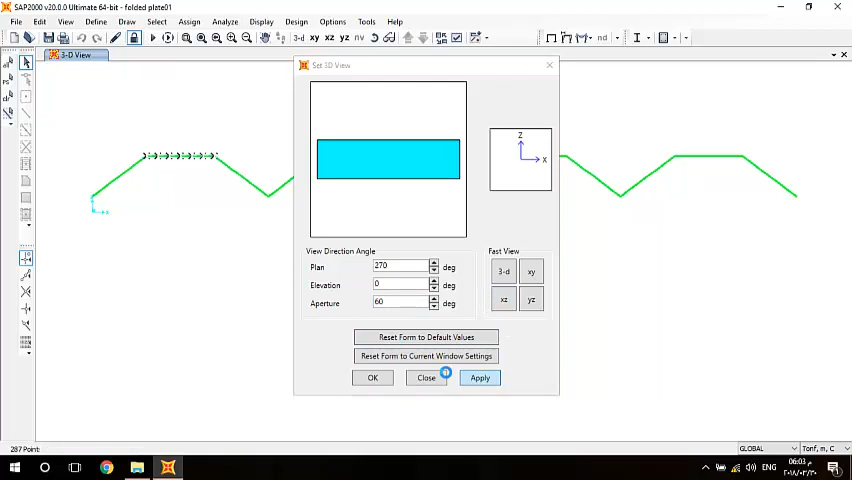 SAP2000 v20.0.0 Ultimate 64-bit - folded plate01
File Edit View Define Draw Select Assign Analyze Display Design Options Tools Help
3-d xy xz yz nv
3-D View
Set 3D View
Z
X
View Direction Angle
Plan 270 deg
Elevation 0 deg
Aperture 60 deg
Fast View
3-d xy
xz yz
Reset Form to Default Values
Reset Form to Current Window Settings
OK Close Apply
287 Point:
GLOBAL
Tonf, m, C
ENG
06:03 م